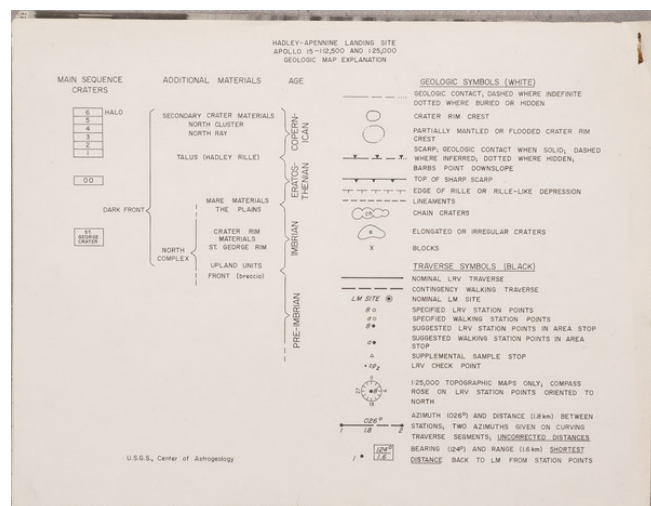 HADLEY-APENNINE LANDING SITE
APOLLO 15-1:12,500 AND 1:25,000
GEOLOGIC MAP EXPLANATION
MAIN SEQUENCE
CRATERS
6 HALO
5
4
3
2
1
00
ST.
GEORGE
CRATER
ADDITIONAL MATERIALS
SECONDARY CRATER MATERIALS
NORTH CLUSTER
NORTH RAY
TALUS (HADLEY RILLE)
DARK FRONT
MARE MATERIALS
THE PLAINS
CRATER RIM
MATERIALS
ST. GEORGE RIM
NORTH
COMPLEX
UPLAND UNITS
FRONT (breccia)
AGE
COPERN-
ICAN
ERATOS-
THENIAN
IMBRIAN
PRE-IMBRIAN
GEOLOGIC SYMBOLS (WHITE)
GEOLOGIC CONTACT, DASHED WHERE INDEFINITE
DOTTED WHERE BURIED OR HIDDEN
CRATER RIM CREST
PARTIALLY MANTLED OR FLOODED CRATER RIM
CREST
SCARP; GEOLOGIC CONTACT WHEN SOLID; DASHED
WHERE INFERRED; DOTTED WHERE HIDDEN;
BARBS POINT DOWNSLOPE
TOP OF SHARP SCARP
EDGE OF RILLE OR RILLE-LIKE DEPRESSION
LINEAMENTS
ch CHAIN CRATERS
ELONGATED OR IRREGULAR CRATERS
X BLOCKS
TRAVERSE SYMBOLS (BLACK)
NOMINAL LRV TRAVERSE
CONTINGENCY WALKING TRAVERSE
LM SITE NOMINAL LM SITE
8 SPECIFIED LRV STATION POINTS
SPECIFIED WALKING STATION POINTS
8 SUGGESTED LRV STATION POINTS IN AREA STOP
SUGGESTED WALKING STATION POINTS IN AREA
STOP
SUPPLEMENTAL SAMPLE STOP
cp2 LRV CHECK POINT
1:25,000 TOPOGRAPHIC MAPS ONLY; COMPASS
ROSE ON LRV STATION POINTS ORIENTED TO
NORTH
026° AZIMUTH (026°) AND DISTANCE (1.8 km) BETWEEN
1 1.8 2 STATIONS; TWO AZIMUTHS GIVEN ON CURVING
TRAVERSE SEGMENTS; UNCORRECTED DISTANCES
1 124° 1.6 BEARING (124°) AND RANGE (1.6 km) SHORTEST
DISTANCE BACK TO LM FROM STATION POINTS
U.S.G.S., Center of Astrogeology